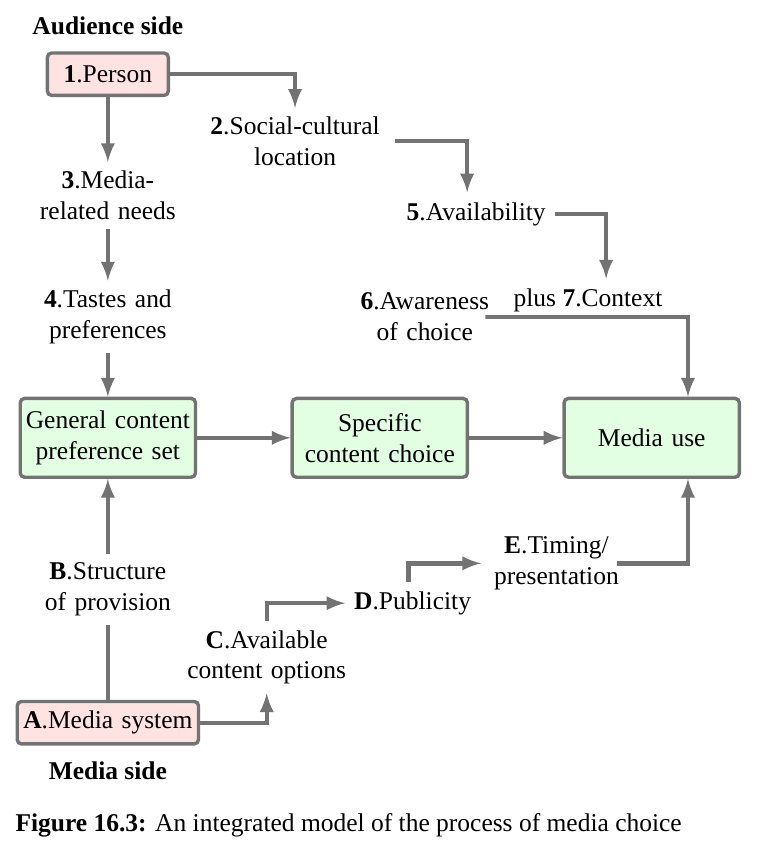 Audience side
1.Person
2.Social-cultural
location
3.Media-
related needs
5.Availability
4.Tastes and
preferences
6.Awareness
of choice
plus 7.Context
General content
preference set
Specific
content choice
Media use
B.Structure
of provision
E.Timing/
presentation
D.Publicity
C.Available
content options
A.Media system
Media side
Figure 16.3: An integrated model of the process of media choice